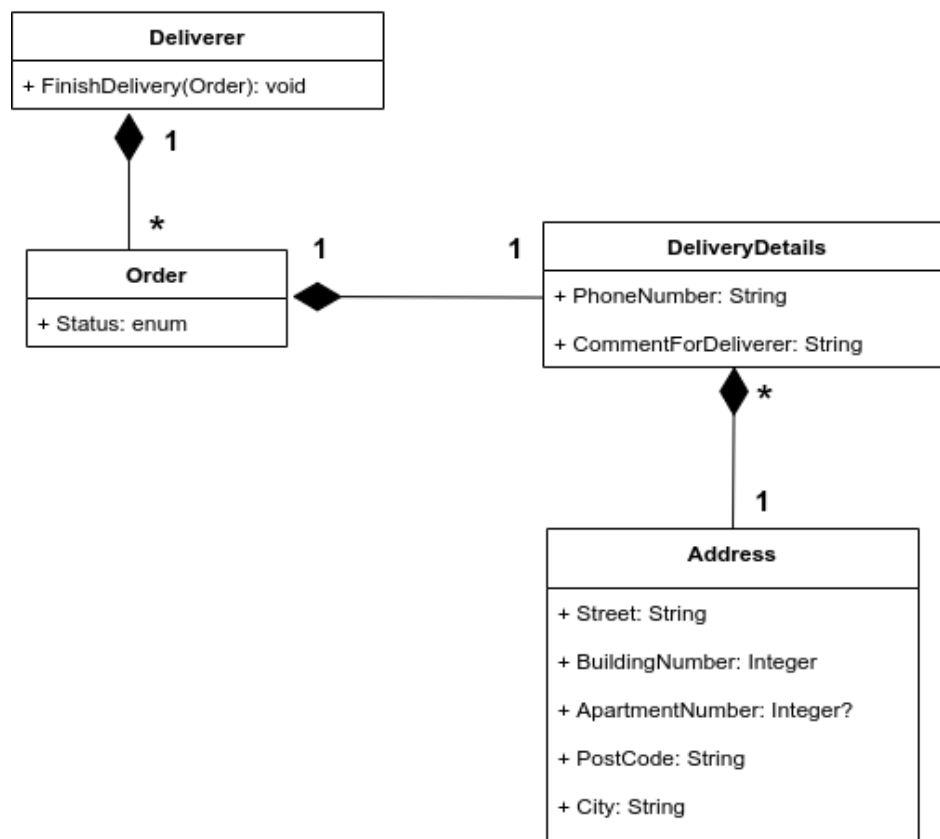 Deliverer
+ FinishDelivery(Order): void
1
*
Order
+ Status: enum
1
1
DeliveryDetails
+ PhoneNumber: String
+ CommentForDeliverer: String
*
1
Address
+ Street: String
+ BuildingNumber: Integer
+ ApartmentNumber: Integer?
+ PostCode: String
+ City: String